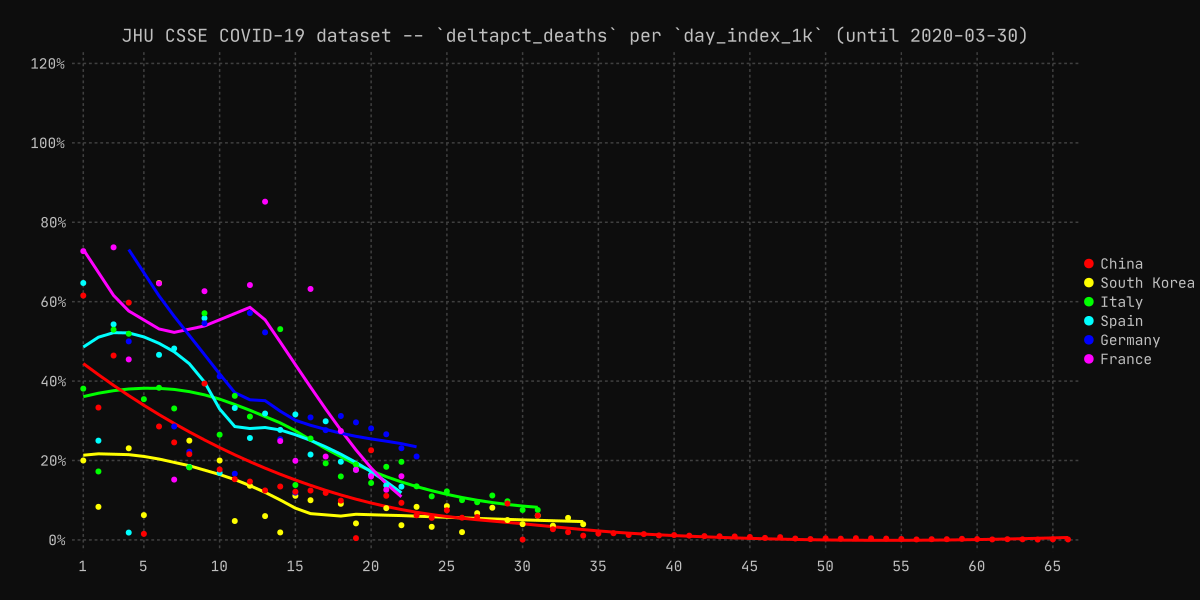 JHU CSSE COVID-19 dataset -- `deltapct_deaths` per `day_index_1k` (until 2020-03-30)
120%
100%
80%
60%
40%
20%
0%
1 5 10 15 20 25 30 35 40 45 50 55 60 65
China
South Korea
Italy
Spain
Germany
France